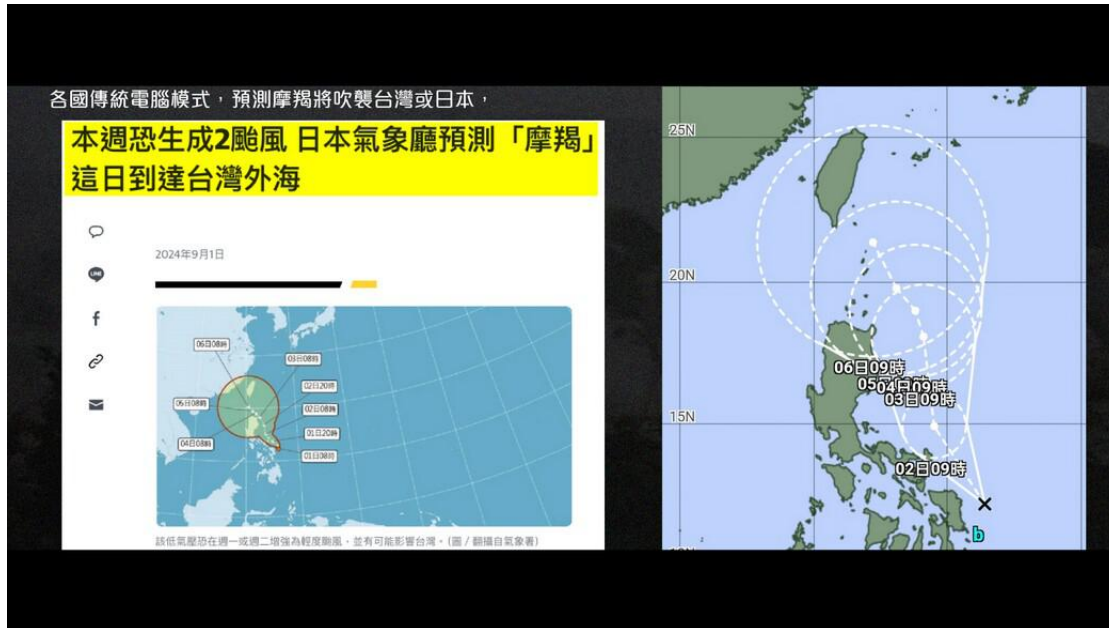 各國傳統電腦模式，預測摩羯將吹襲台灣或日本，
本週恐生成2颱風 日本氣象廳預測「摩羯」
這日到達台灣外海
2024年9月1日
LINE
06日08時
03日08時
02日20時
05日08時
02日08時
01日20時
04日08時
01日08時
該低氣壓恐在週一或週二增強為輕度颱風，並有可能影響台灣。(圖 / 翻攝自氣象署)
25N
20N
06日09時
04日09時
03日09時
15N
02日09時
b